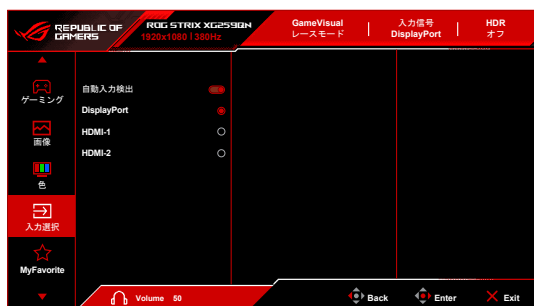 REPUBLIC OF
GAMERS
ROG STRIX XG259QN
1920x1080 | 380Hz
GameVisual
レースモード
入力信号
DisplayPort
HDR
オフ
ゲーミング
画像
色
入力選択
MyFavorite
自動入力検出
DisplayPort
HDMI-1
HDMI-2
Volume 50
Back
Enter
Exit